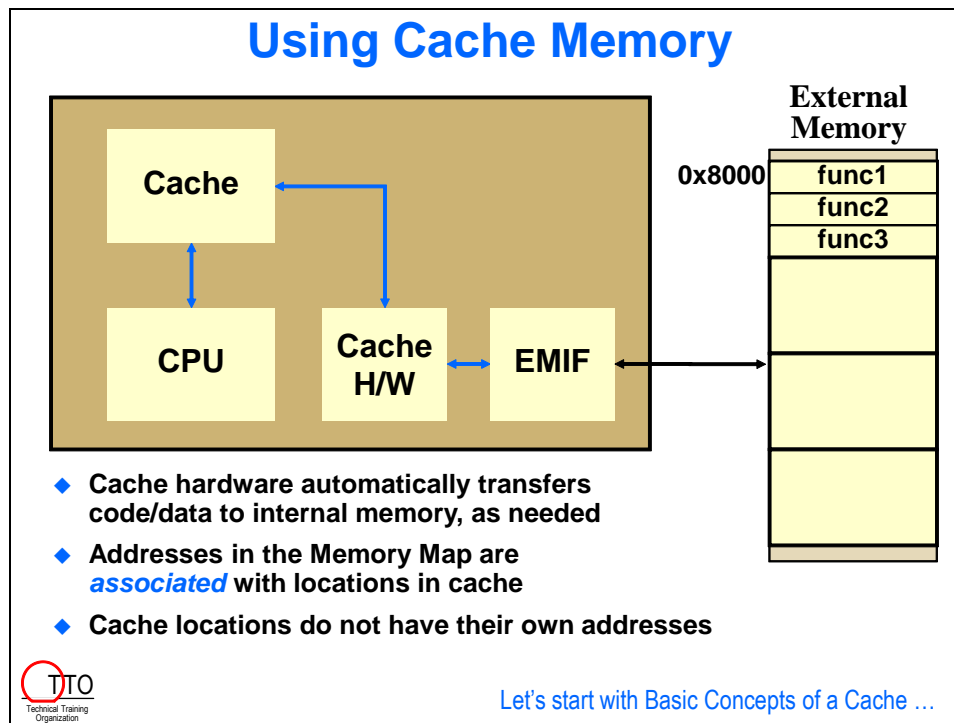 Using Cache Memory
External
Memory
Cache
0x8000
func1
func2
func3
CPU
Cache
H/W
EMIF
◆ Cache hardware automatically transfers
code/data to internal memory, as needed
◆ Addresses in the Memory Map are
associated with locations in cache
◆ Cache locations do not have their own addresses
TTO
Technical Training
Organization
Let's start with Basic Concepts of a Cache …